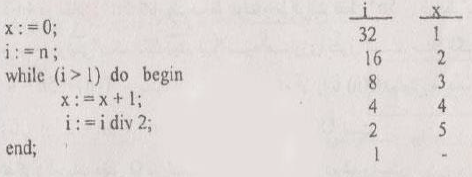 x := 0;
i := n ;
while (i > 1) do begin
x := x + 1;
i := i div 2;
end;
i x
32 1
16 2
8 3
4 4
2 5
1 -